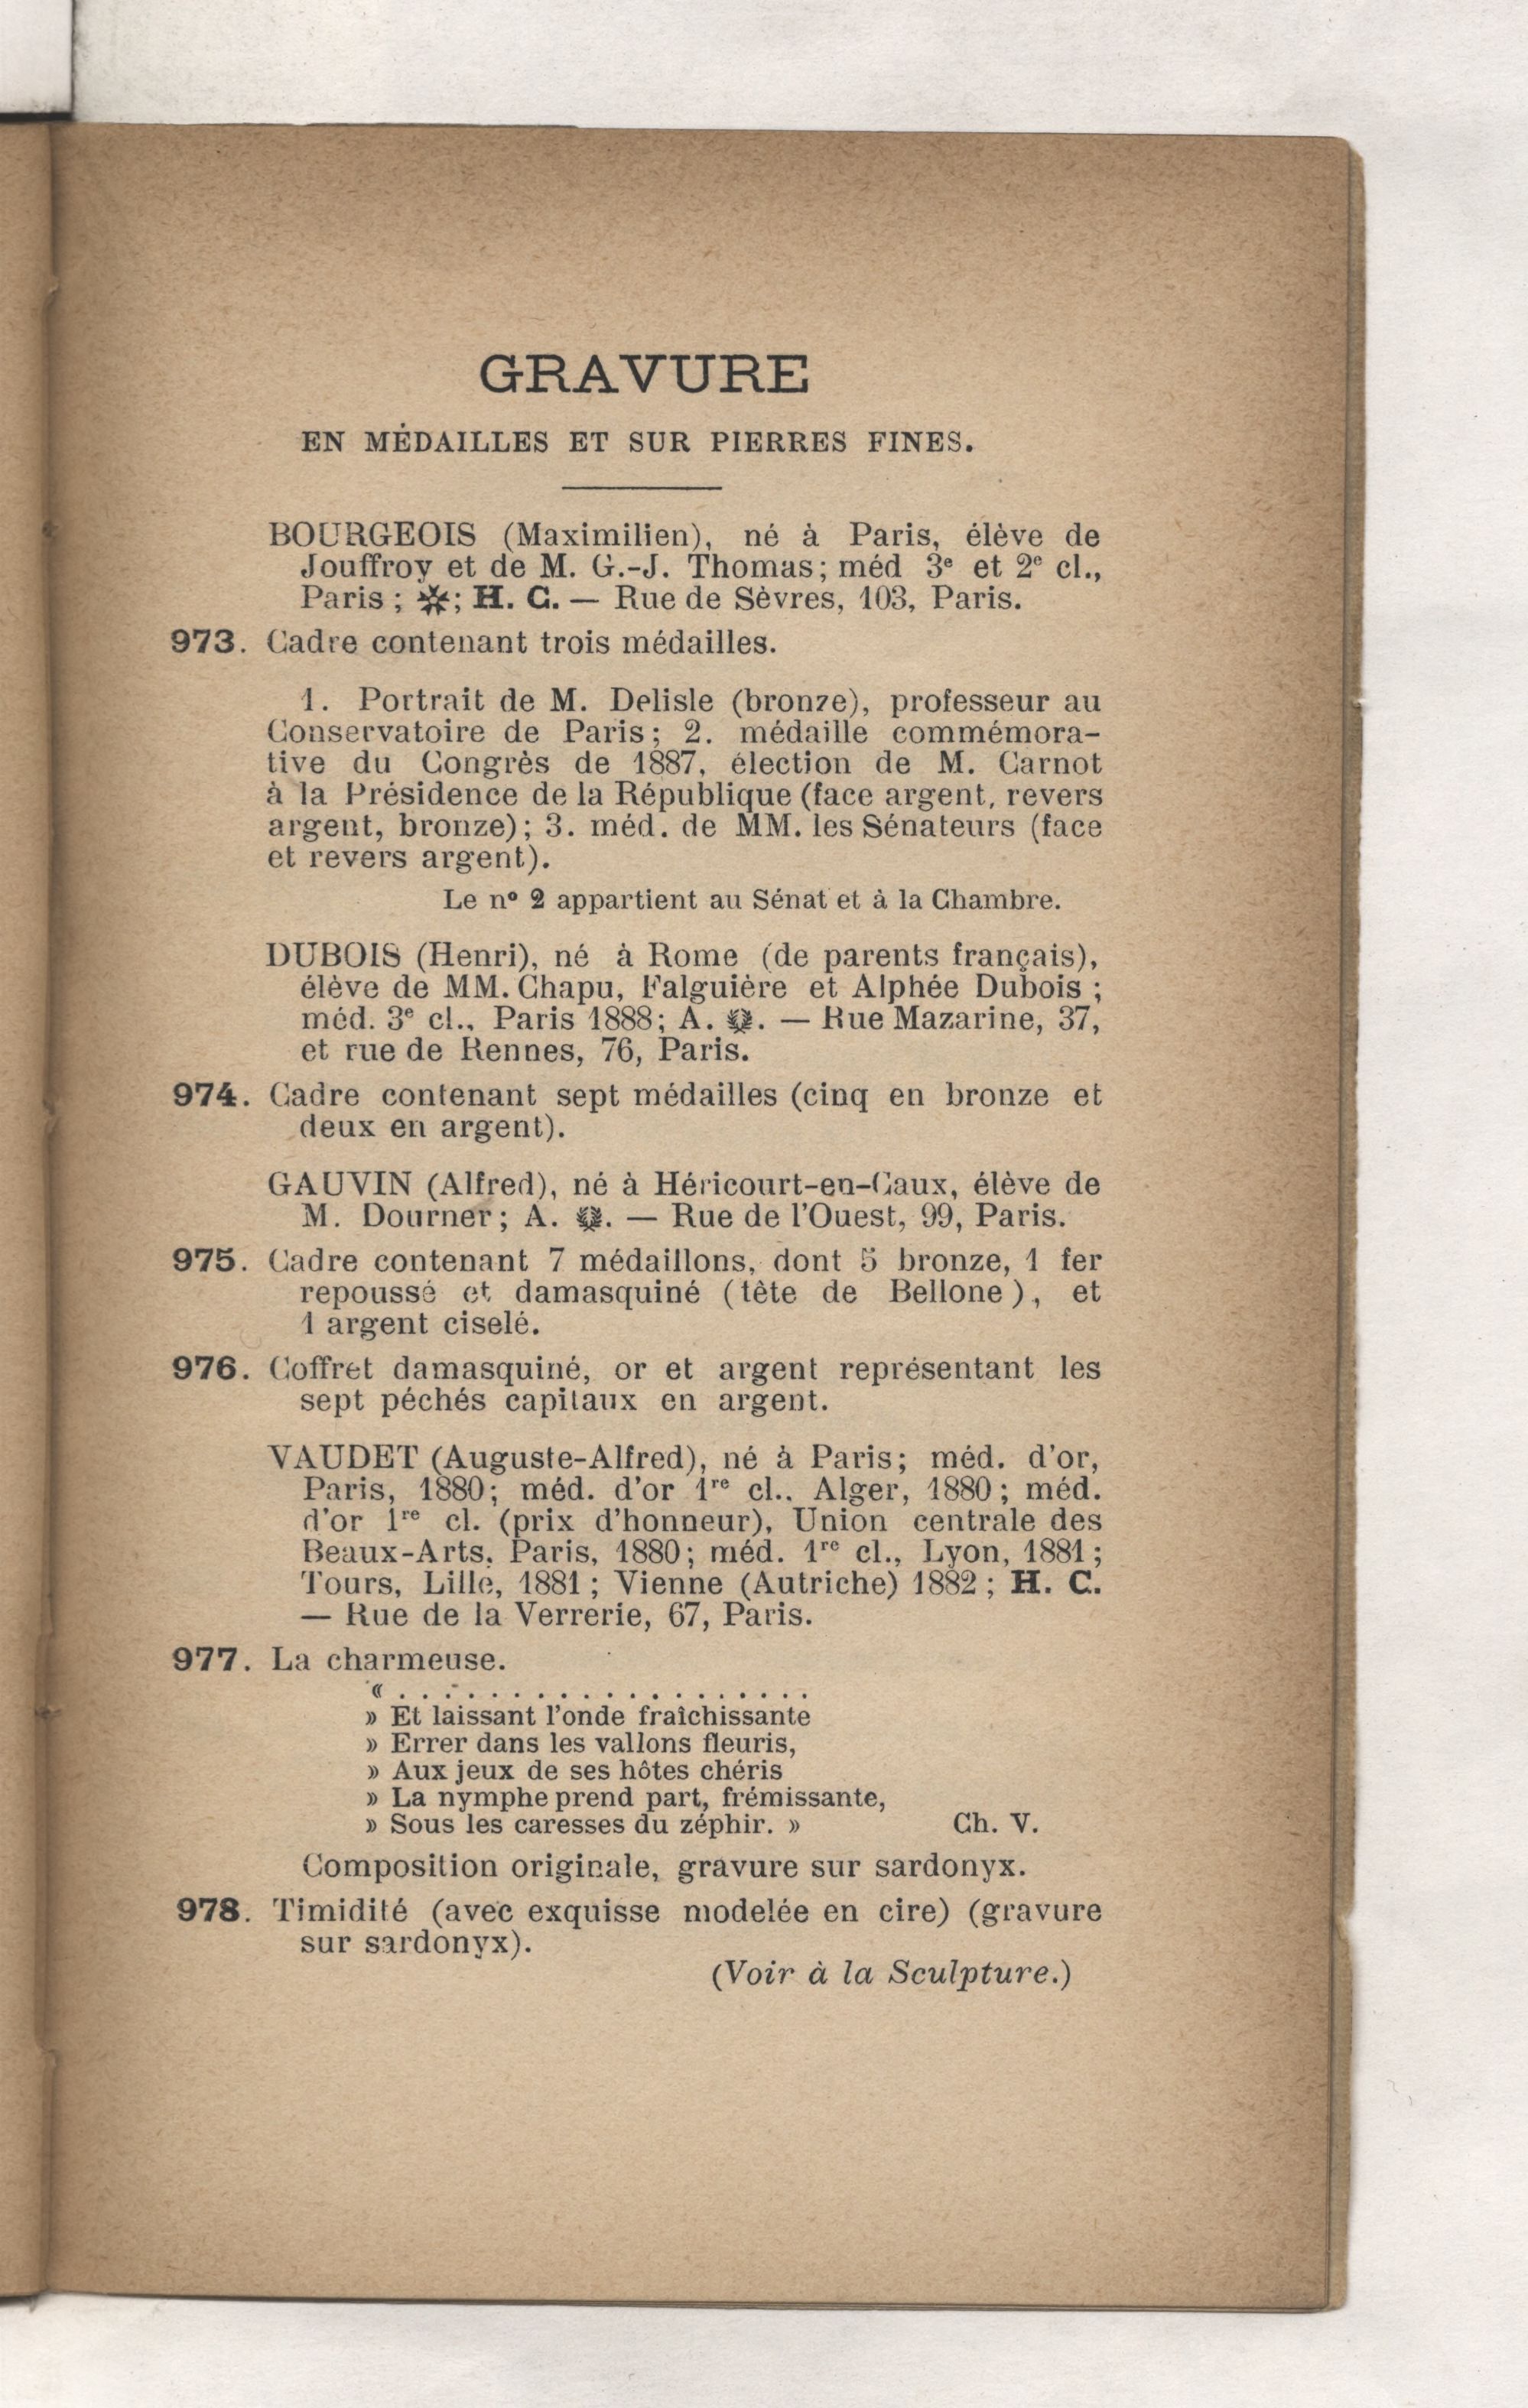 GRAVURE
EN MÉDAILLES ET SUR PIERRES FINES.
BOURGEOIS (Maximilien), né à Paris, élève de
Jouffroy et de M. G.-J. Thomas; méd 3e et 2e cl.,
Paris ; ✻; H. C. — Rue de Sèvres, 103, Paris.
973. Cadre contenant trois médailles.
1. Portrait de M. Delisle (bronze), professeur au
Conservatoire de Paris; 2. médaille commémora-
tive du Congrès de 1887, élection de M. Carnot
à la Présidence de la République (face argent, revers
argent, bronze); 3. méd. de MM. les Sénateurs (face
et revers argent).
Le no 2 appartient au Sénat et à la Chambre.
DUBOIS (Henri), né à Rome (de parents français),
élève de MM. Chapu, Falguière et Alphée Dubois ;
méd. 3e cl., Paris 1888; A. . — Rue Mazarine, 37,
et rue de Rennes, 76, Paris.
974. Cadre contenant sept médailles (cinq en bronze et
deux en argent).
GAUVIN (Alfred), né à Héricourt-en-Caux, élève de
M. Dourner; A. . — Rue de l'Ouest, 99, Paris.
975. Cadre contenant 7 médaillons, dont 5 bronze, 1 fer
repoussé et damasquiné (tête de Bellone), et
1 argent ciselé.
976. Coffret damasquiné, or et argent représentant les
sept péchés capitaux en argent.
VAUDET (Auguste-Alfred), né à Paris; méd. d'or,
Paris, 1880; méd. d'or 1re cl., Alger, 1880; méd.
d'or 1re cl. (prix d'honneur), Union centrale des
Beaux-Arts, Paris, 1880; méd. 1re cl., Lyon, 1881;
Tours, Lille, 1881; Vienne (Autriche) 1882; H. C.
— Rue de la Verrerie, 67, Paris.
977. La charmeuse.
« . . . . . . . . . . . . . . . . . . .
» Et laissant l'onde fraîchissante
» Errer dans les vallons fleuris,
» Aux jeux de ses hôtes chéris
» La nymphe prend part, frémissante,
» Sous les caresses du zéphir. » Ch. V.
Composition originale, gravure sur sardonyx.
978. Timidité (avec exquisse modelée en cire) (gravure
sur sardonyx).
(Voir à la Sculpture.)